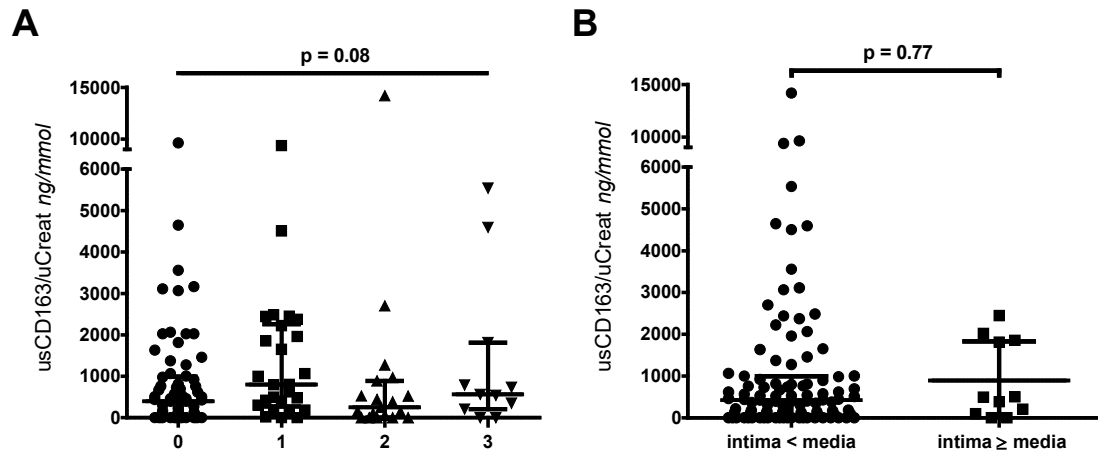 A
p = 0.08
usCD163/uCreat ng/mmol
15000
10000
6000
5000
4000
3000
2000
1000
0
0 1 2 3
B
p = 0.77
usCD163/uCreat ng/mmol
15000
10000
6000
5000
4000
3000
2000
1000
0
intima < media intima ≥ media